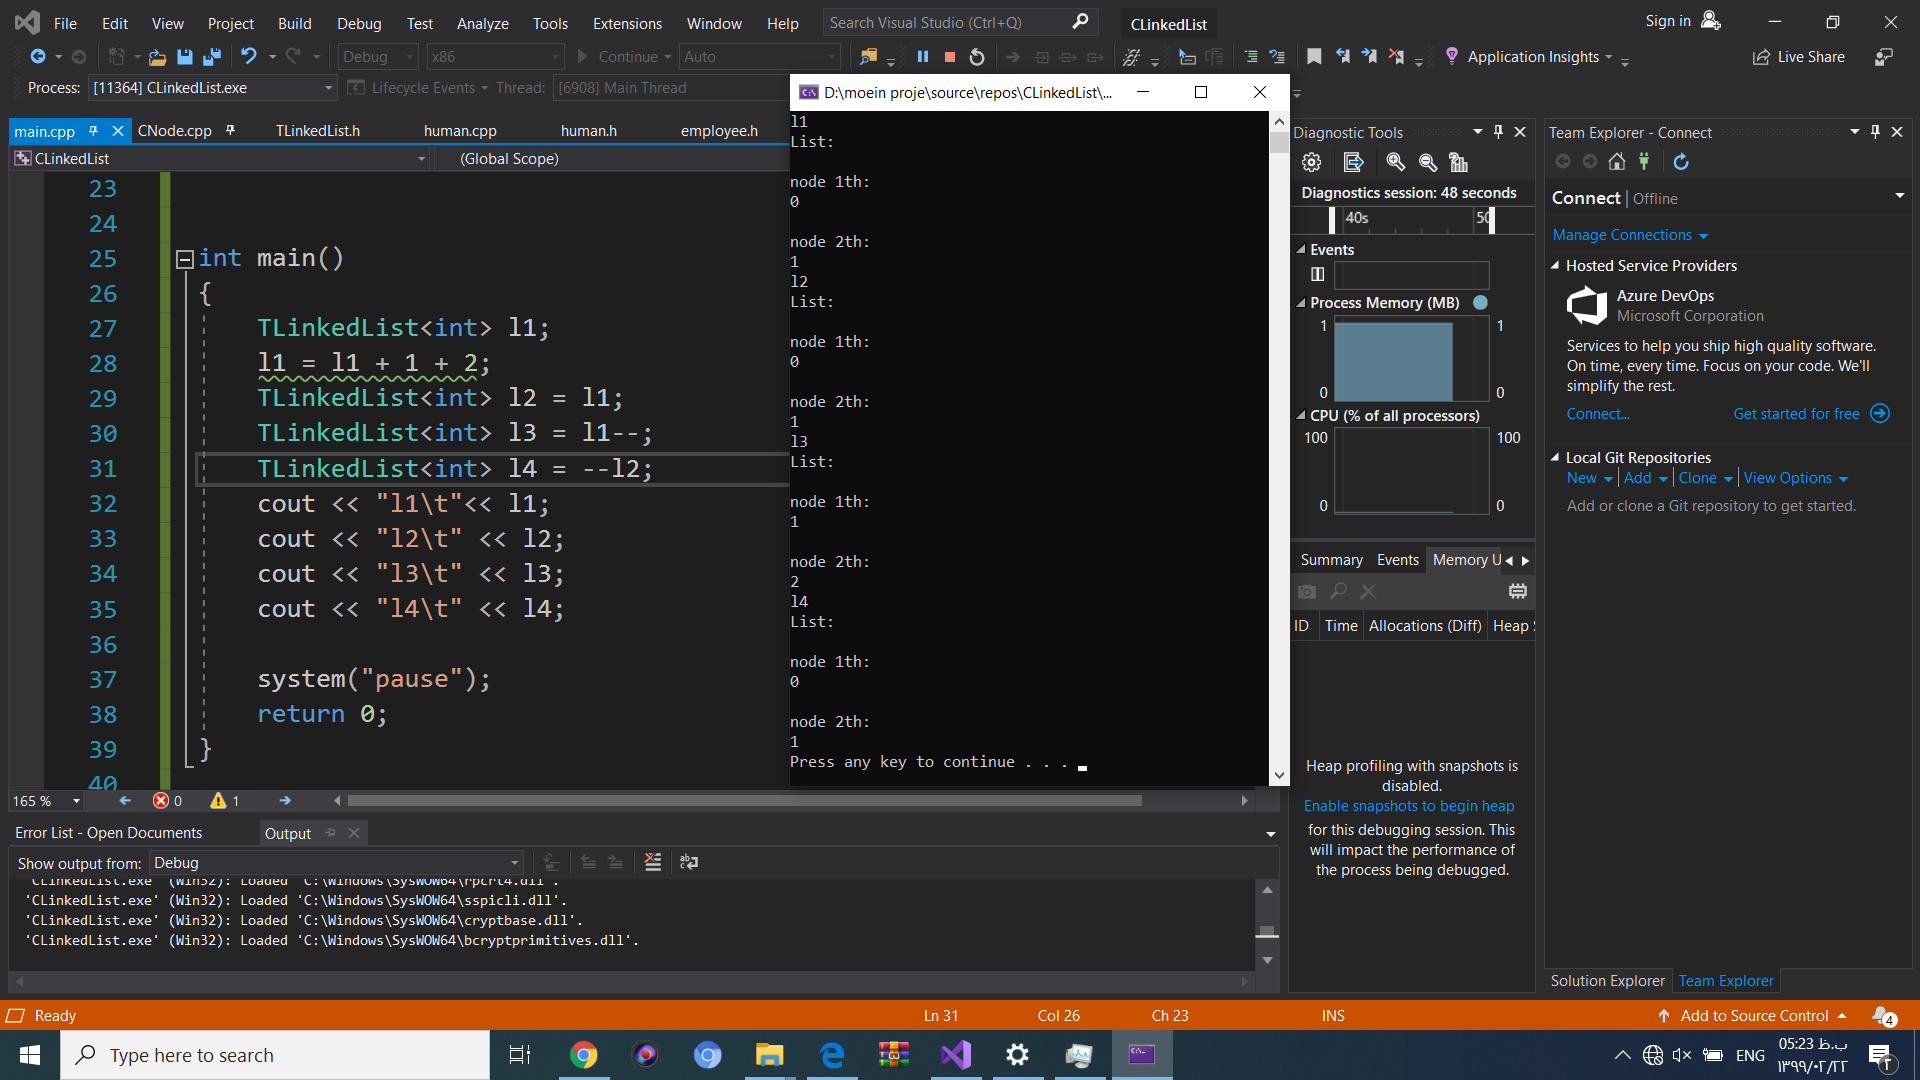 File Edit View Project Build Debug Test Analyze Tools Extensions Window Help Search Visual Studio (Ctrl+Q) CLinkedList Sign in
Debug x86 Continue Auto Application Insights Live Share
Process: [11364] CLinkedList.exe Lifecycle Events Thread: [6908] Main Thread
main.cpp CNode.cpp TLinkedList.h human.cpp human.h employee.h
CLinkedList (Global Scope)
23
24
25 int main()
26 {
27 TLinkedList<int> l1;
28 l1 = l1 + 1 + 2;
29 TLinkedList<int> l2 = l1;
30 TLinkedList<int> l3 = l1--;
31 TLinkedList<int> l4 = --l2;
32 cout << "l1\t"<< l1;
33 cout << "l2\t" << l2;
34 cout << "l3\t" << l3;
35 cout << "l4\t" << l4;
36
37 system("pause");
38 return 0;
39 }
40
165 % 0 1
D:\moein proje\source\repos\CLinkedList\...
l1
List:
node 1th:
0
node 2th:
1
l2
List:
node 1th:
0
node 2th:
1
l3
List:
node 1th:
1
node 2th:
2
l4
List:
node 1th:
0
node 2th:
1
Press any key to continue . . .
Error List - Open Documents Output
Show output from: Debug
'CLinkedList.exe' (Win32): Loaded 'C:\Windows\SysWOW64\rpcrt4.dll'.
'CLinkedList.exe' (Win32): Loaded 'C:\Windows\SysWOW64\sspicli.dll'.
'CLinkedList.exe' (Win32): Loaded 'C:\Windows\SysWOW64\cryptbase.dll'.
'CLinkedList.exe' (Win32): Loaded 'C:\Windows\SysWOW64\bcryptprimitives.dll'.
Diagnostic Tools
Diagnostics session: 48 seconds
40s 50
Events
Process Memory (MB)
1 1
0 0
CPU (% of all processors)
100 100
0 0
Summary Events Memory U
ID Time Allocations (Diff) Heap S
Heap profiling with snapshots is
disabled.
Enable snapshots to begin heap
for this debugging session. This
will impact the performance of
the process being debugged.
Team Explorer - Connect
Connect | Offline
Manage Connections
Hosted Service Providers
Azure DevOps
Microsoft Corporation
Services to help you ship high quality software.
On time, every time. Focus on your code. We'll
simplify the rest.
Connect... Get started for free
Local Git Repositories
New Add Clone View Options
Add or clone a Git repository to get started.
Solution Explorer Team Explorer
Ready Ln 31 Col 26 Ch 23 INS Add to Source Control 4
Type here to search ENG
05:23 ب.ظ
۱۳۹۹/۰۲/۲۲
۲